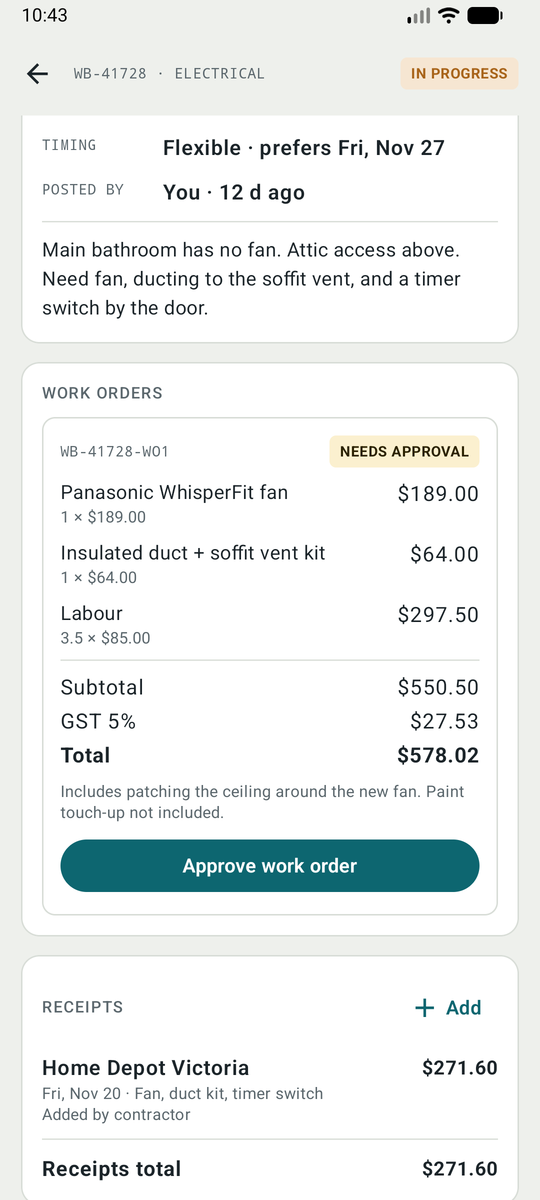 10:43
WB-41728 · ELECTRICAL
IN PROGRESS
TIMING
Flexible · prefers Fri, Nov 27
POSTED BY
You · 12 d ago
Main bathroom has no fan. Attic access above.
Need fan, ducting to the soffit vent, and a timer
switch by the door.
WORK ORDERS
WB-41728-WO1
NEEDS APPROVAL
Panasonic WhisperFit fan
$189.00
1 × $189.00
Insulated duct + soffit vent kit
$64.00
1 × $64.00
Labour
$297.50
3.5 × $85.00
Subtotal
$550.50
GST 5%
$27.53
Total
$578.02
Includes patching the ceiling around the new fan. Paint
touch-up not included.
Approve work order
RECEIPTS
Add
Home Depot Victoria
$271.60
Fri, Nov 20 · Fan, duct kit, timer switch
Added by contractor
Receipts total
$271.60